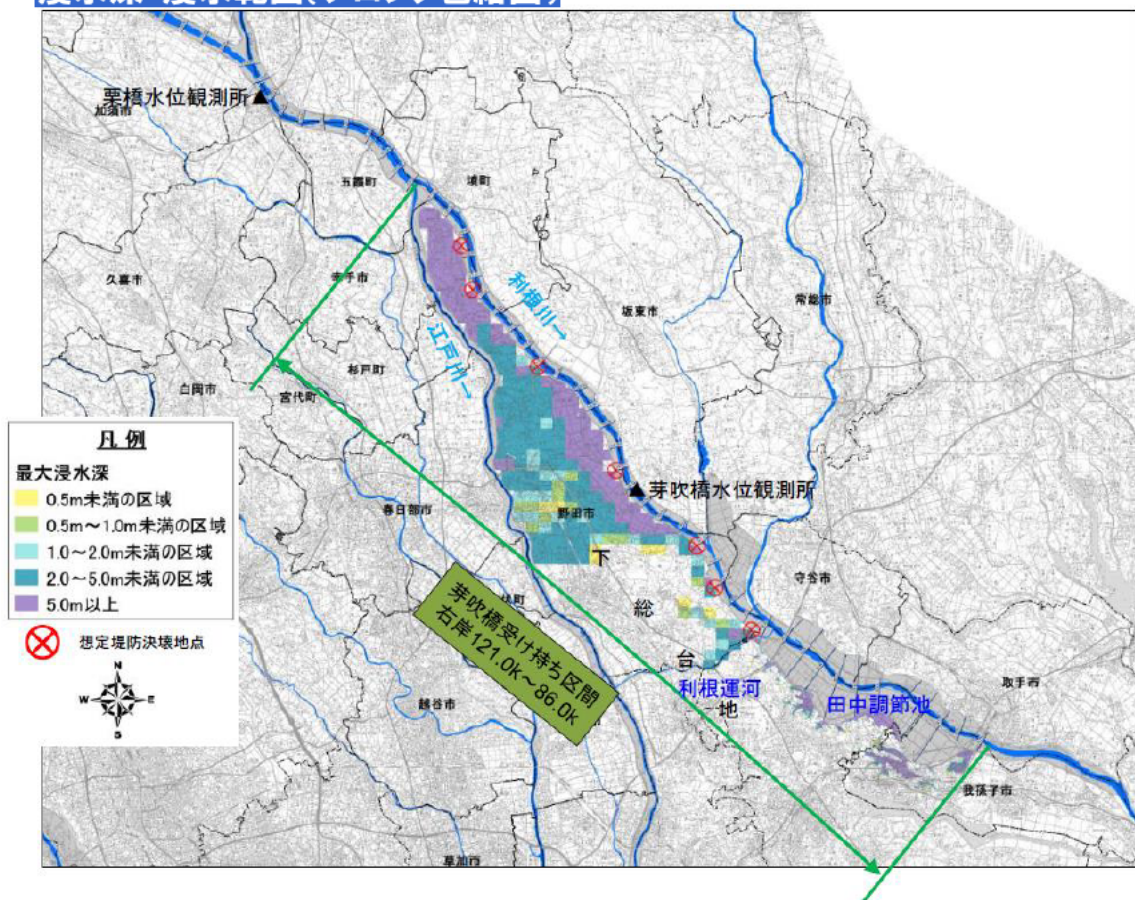 栗橋水位観測所
加須市
五霞町
境町
久喜市
幸手市
利根川→
坂東市
常総市
江戸川→
杉戸町
白岡市
宮代町
凡 例
最大浸水深
0.5m未満の区域
0.5m～1.0m未満の区域
1.0～2.0m未満の区域
2.0～5.0m未満の区域
5.0m以上
想定堤防決壊地点
N
W
E
S
芽吹橋水位観測所
春日部市
野田市
下
総
台
地
守谷市
芽吹橋受け持ち区間
右岸121.0k～86.0k
利根運河
田中調節池
取手市
越谷市
我孫子市
草加市